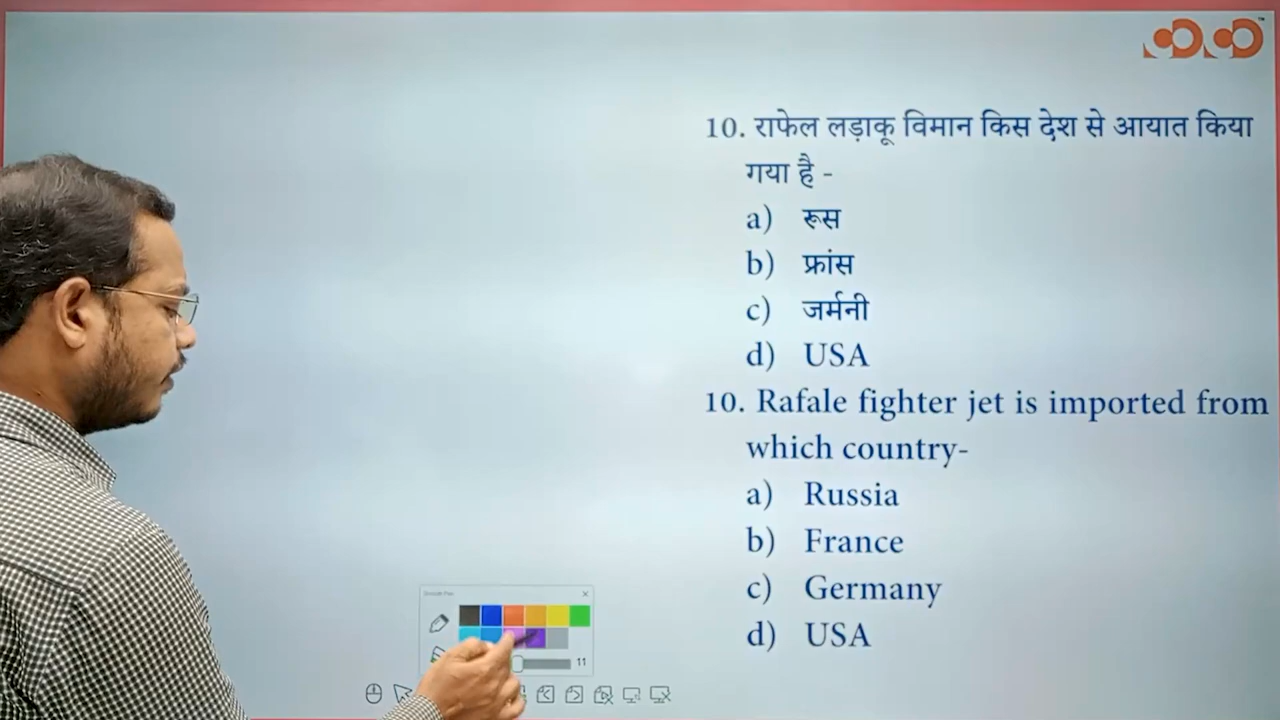 10. राफेल लड़ाकू विमान किस देश से आयात किया
गया है -
a) रूस
b) फ्रांस
c) जर्मनी
d) USA
10. Rafale fighter jet is imported from
which country-
a) Russia
b) France
c) Germany
d) USA
11